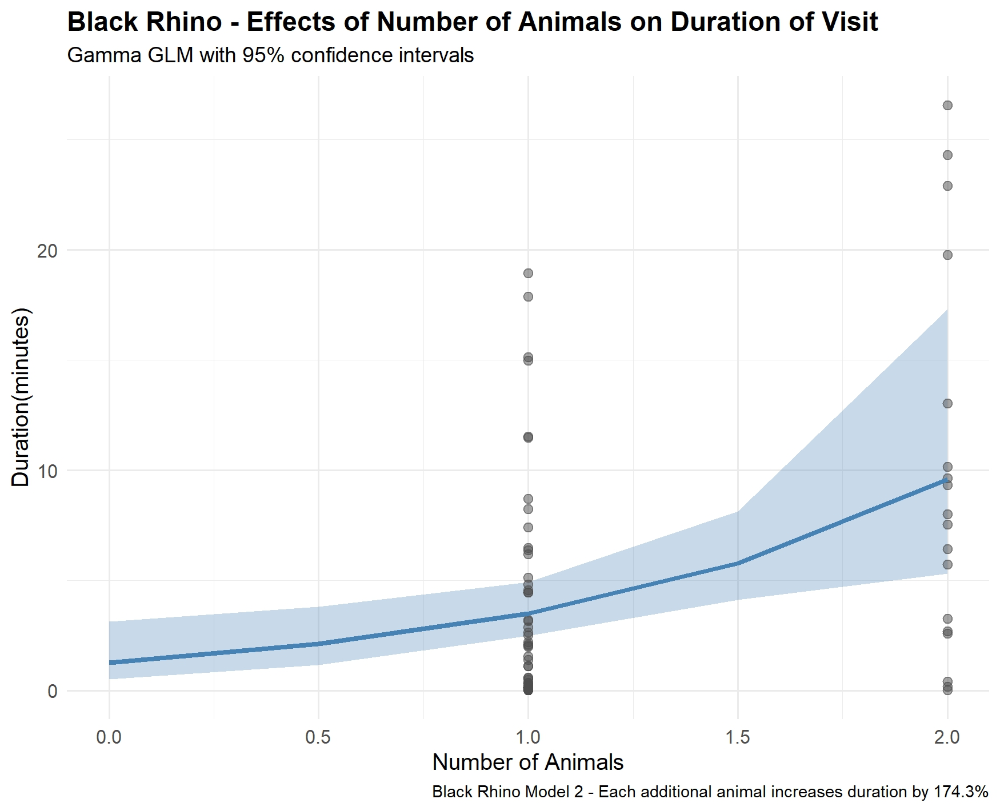 Black Rhino - Effects of Number of Animals on Duration of Visit
Gamma GLM with 95% confidence intervals
Duration(minutes)
20
10
0
0.0 0.5 1.0 1.5 2.0
Number of Animals
Black Rhino Model 2 - Each additional animal increases duration by 174.3%